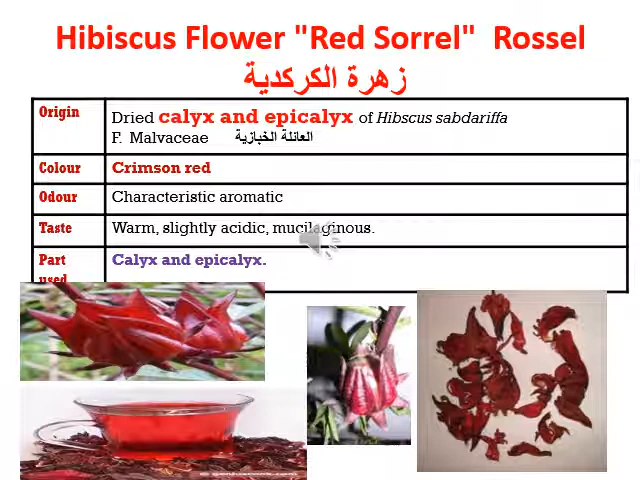 Hibiscus Flower "Red Sorrel" Rossel
زهرة الكركدية
Origin
Dried calyx and epicalyx of Hibscus sabdariffa
F. Malvaceae العائلة الخبازية
Colour
Crimson red
Odour
Characteristic aromatic
Taste
Warm, slightly acidic, mucilaginous.
Part used
Calyx and epicalyx.